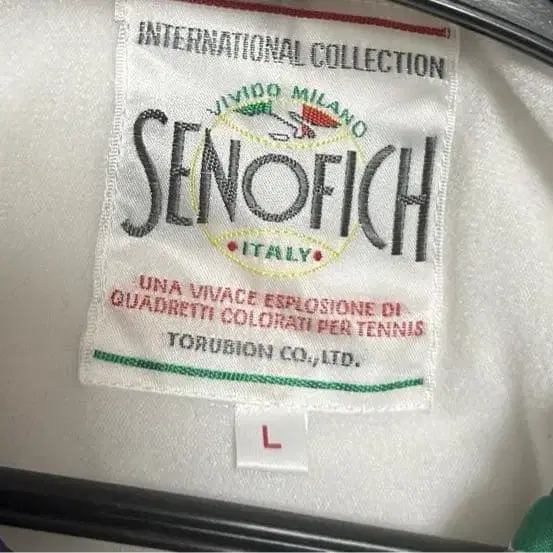 INTERNATIONAL COLLECTION
VIVIDO MILANO
SENOFICH
•ITALY•
UNA VIVACE ESPLOSIONE DI
QUADRETTI COLORATI PER TENNIS
TORUBION CO.,LTD.
L